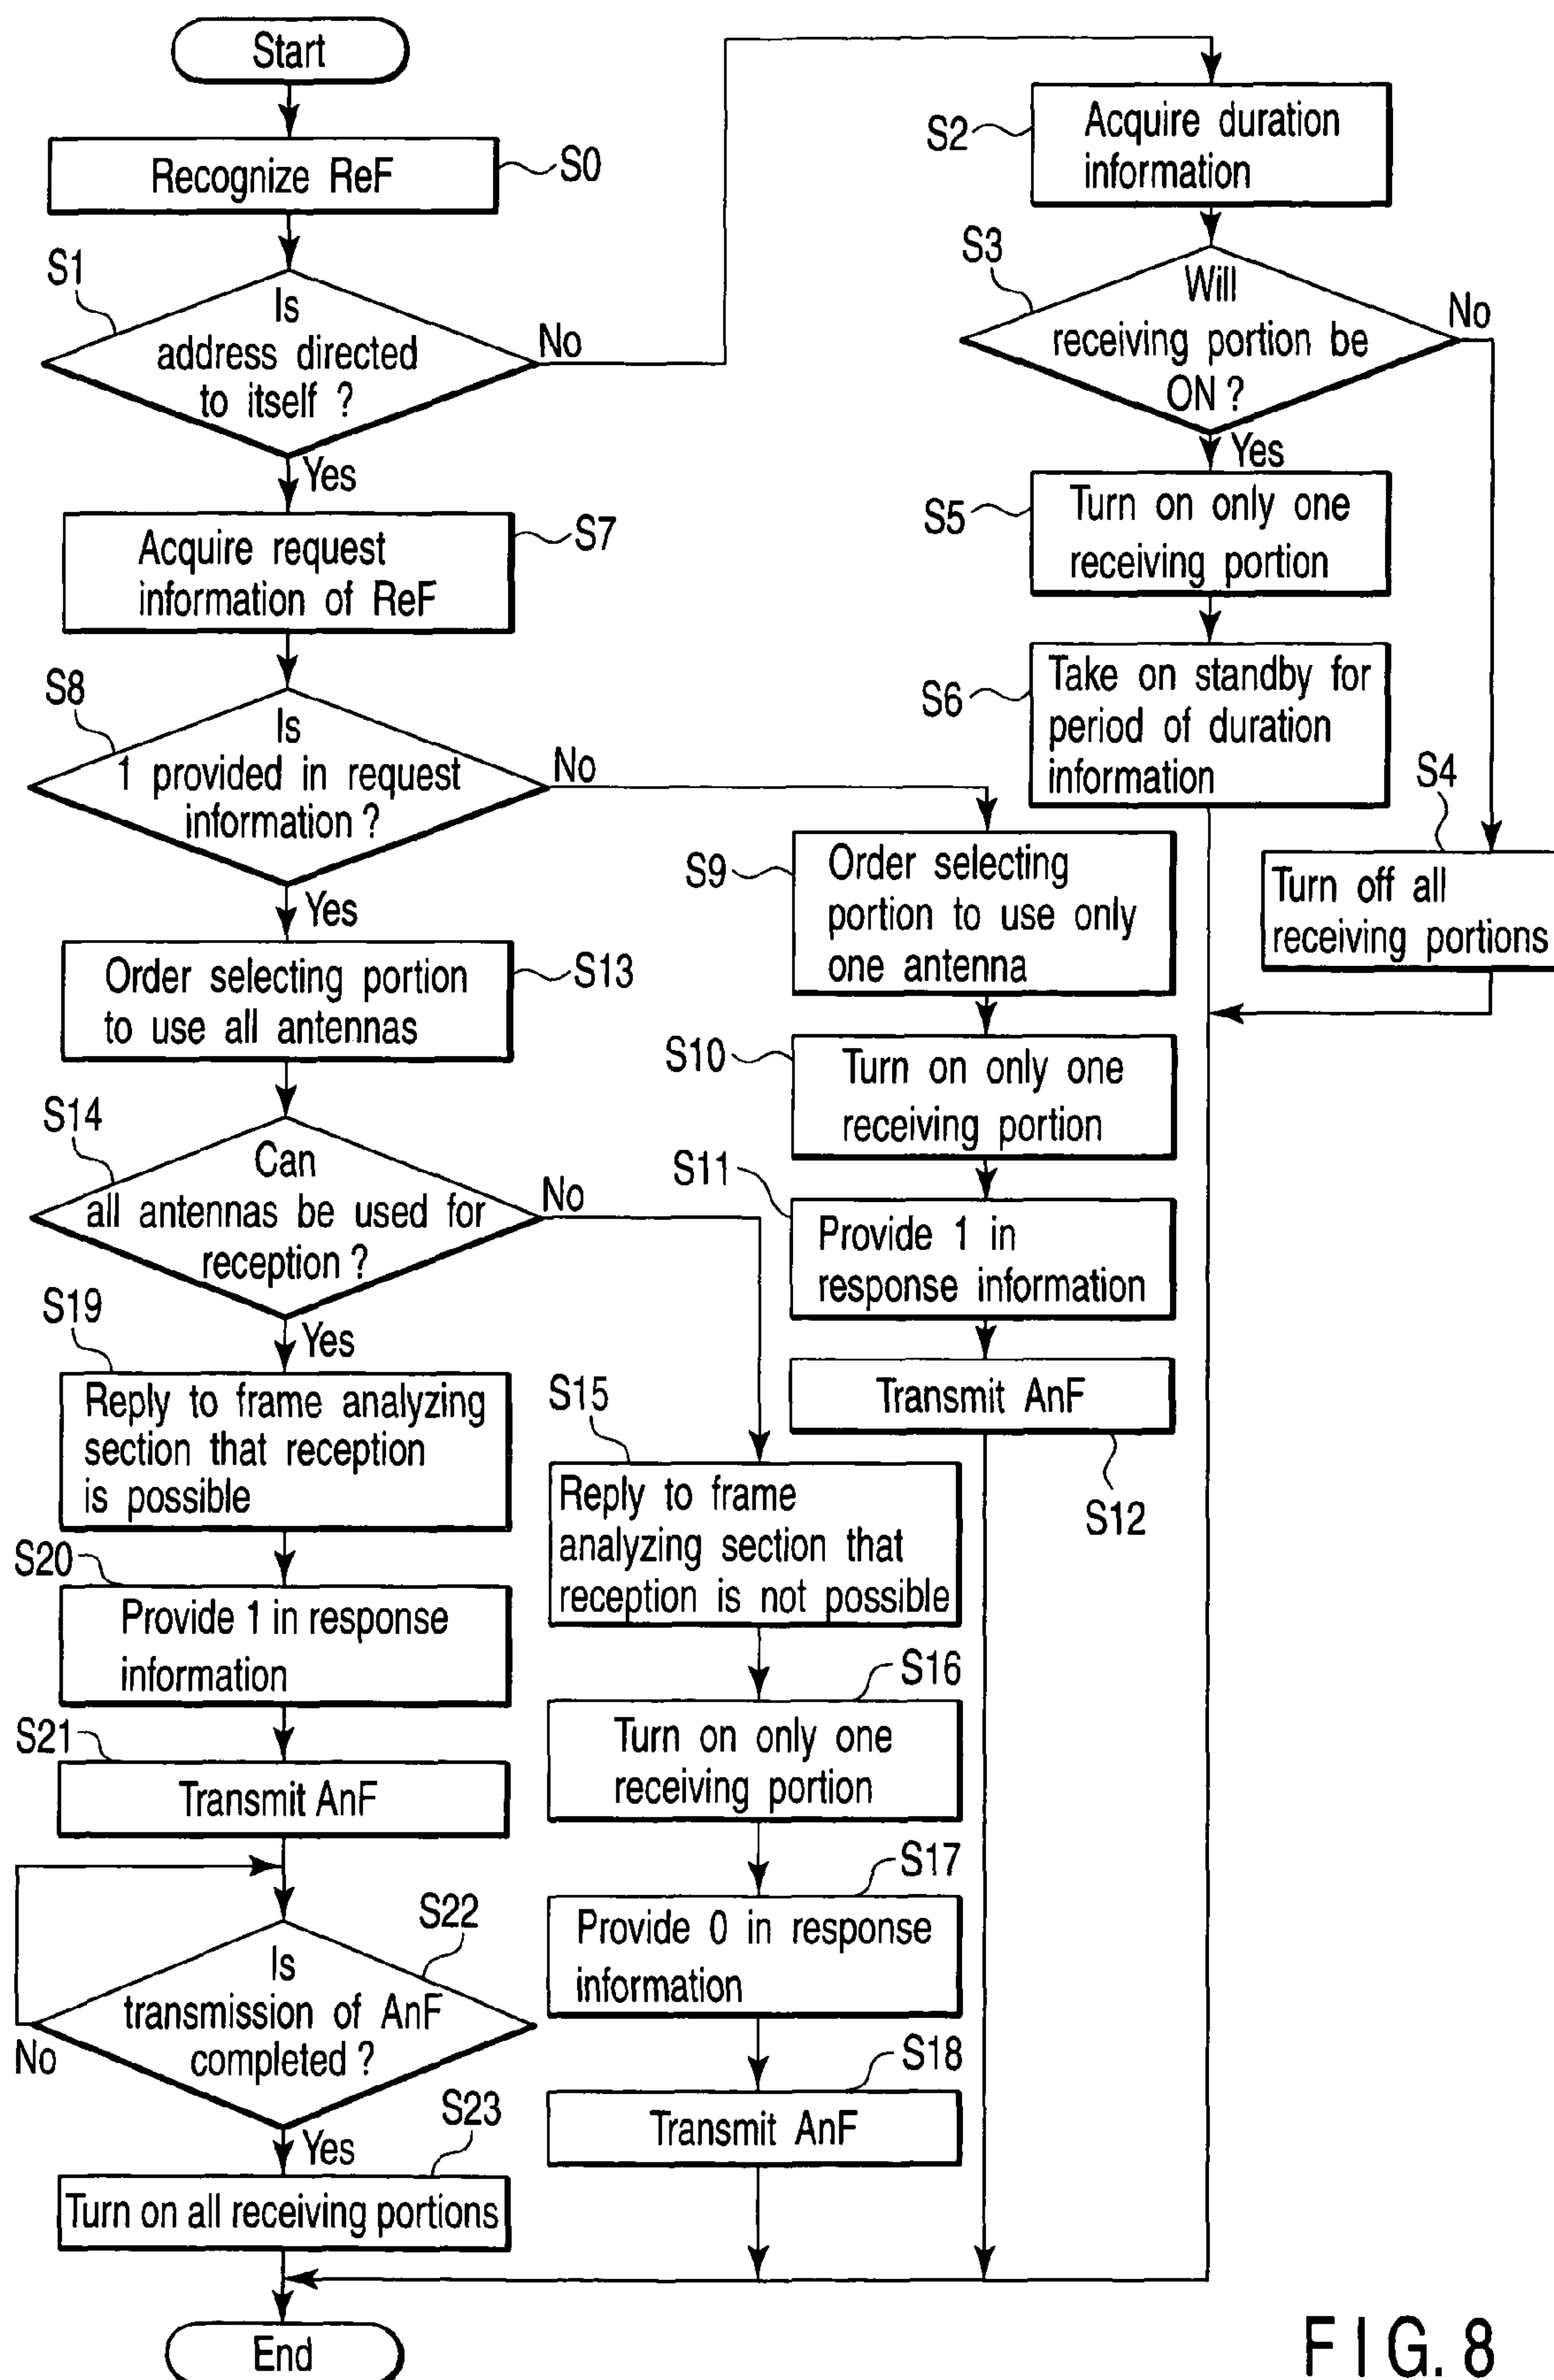 Start
Recognize ReF
S0
S1
Is
address directed
to itself ?
No
Yes
S2
Acquire duration
information
S3
Will
receiving portion be
ON ?
No
Yes
S5
Turn on only one
receiving portion
S6
Take on standby for
period of duration
information
S4
Turn off all
receiving portions
Acquire request
information of ReF
S7
S8
Is
1 provided in request
information ?
No
Yes
S9
Order selecting
portion to use only
one antenna
S10
Turn on only one
receiving portion
S11
Provide 1 in
response information
Transmit AnF
S12
Order selecting portion
to use all antennas
S13
S14
Can
all antennas be used for
reception ?
No
Yes
S15
Reply to frame
analyzing section that
reception is not possible
S16
Turn on only one
receiving portion
S17
Provide 0 in response
information
S18
Transmit AnF
S19
Reply to frame analyzing
section that reception
is possible
S20
Provide 1 in response
information
S21
Transmit AnF
S22
Is
transmission of AnF
completed ?
No
Yes
S23
Turn on all receiving portions
End
FIG. 8